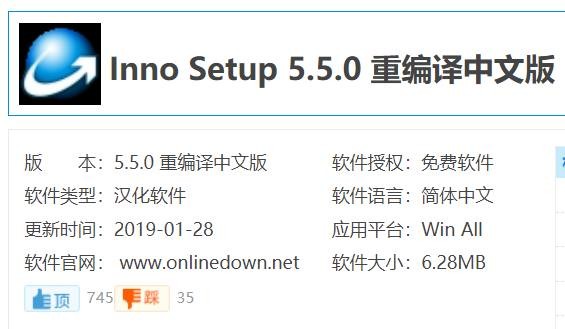 Inno Setup 5.5.0 重编译中文版
版 本：5.5.0 重编译中文版 软件授权：免费软件
软件类型：汉化软件 软件语言：简体中文
更新时间：2019-01-28 应用平台：Win All
软件官网： www.onlinedown.net 软件大小：6.28MB
顶 745 踩 35